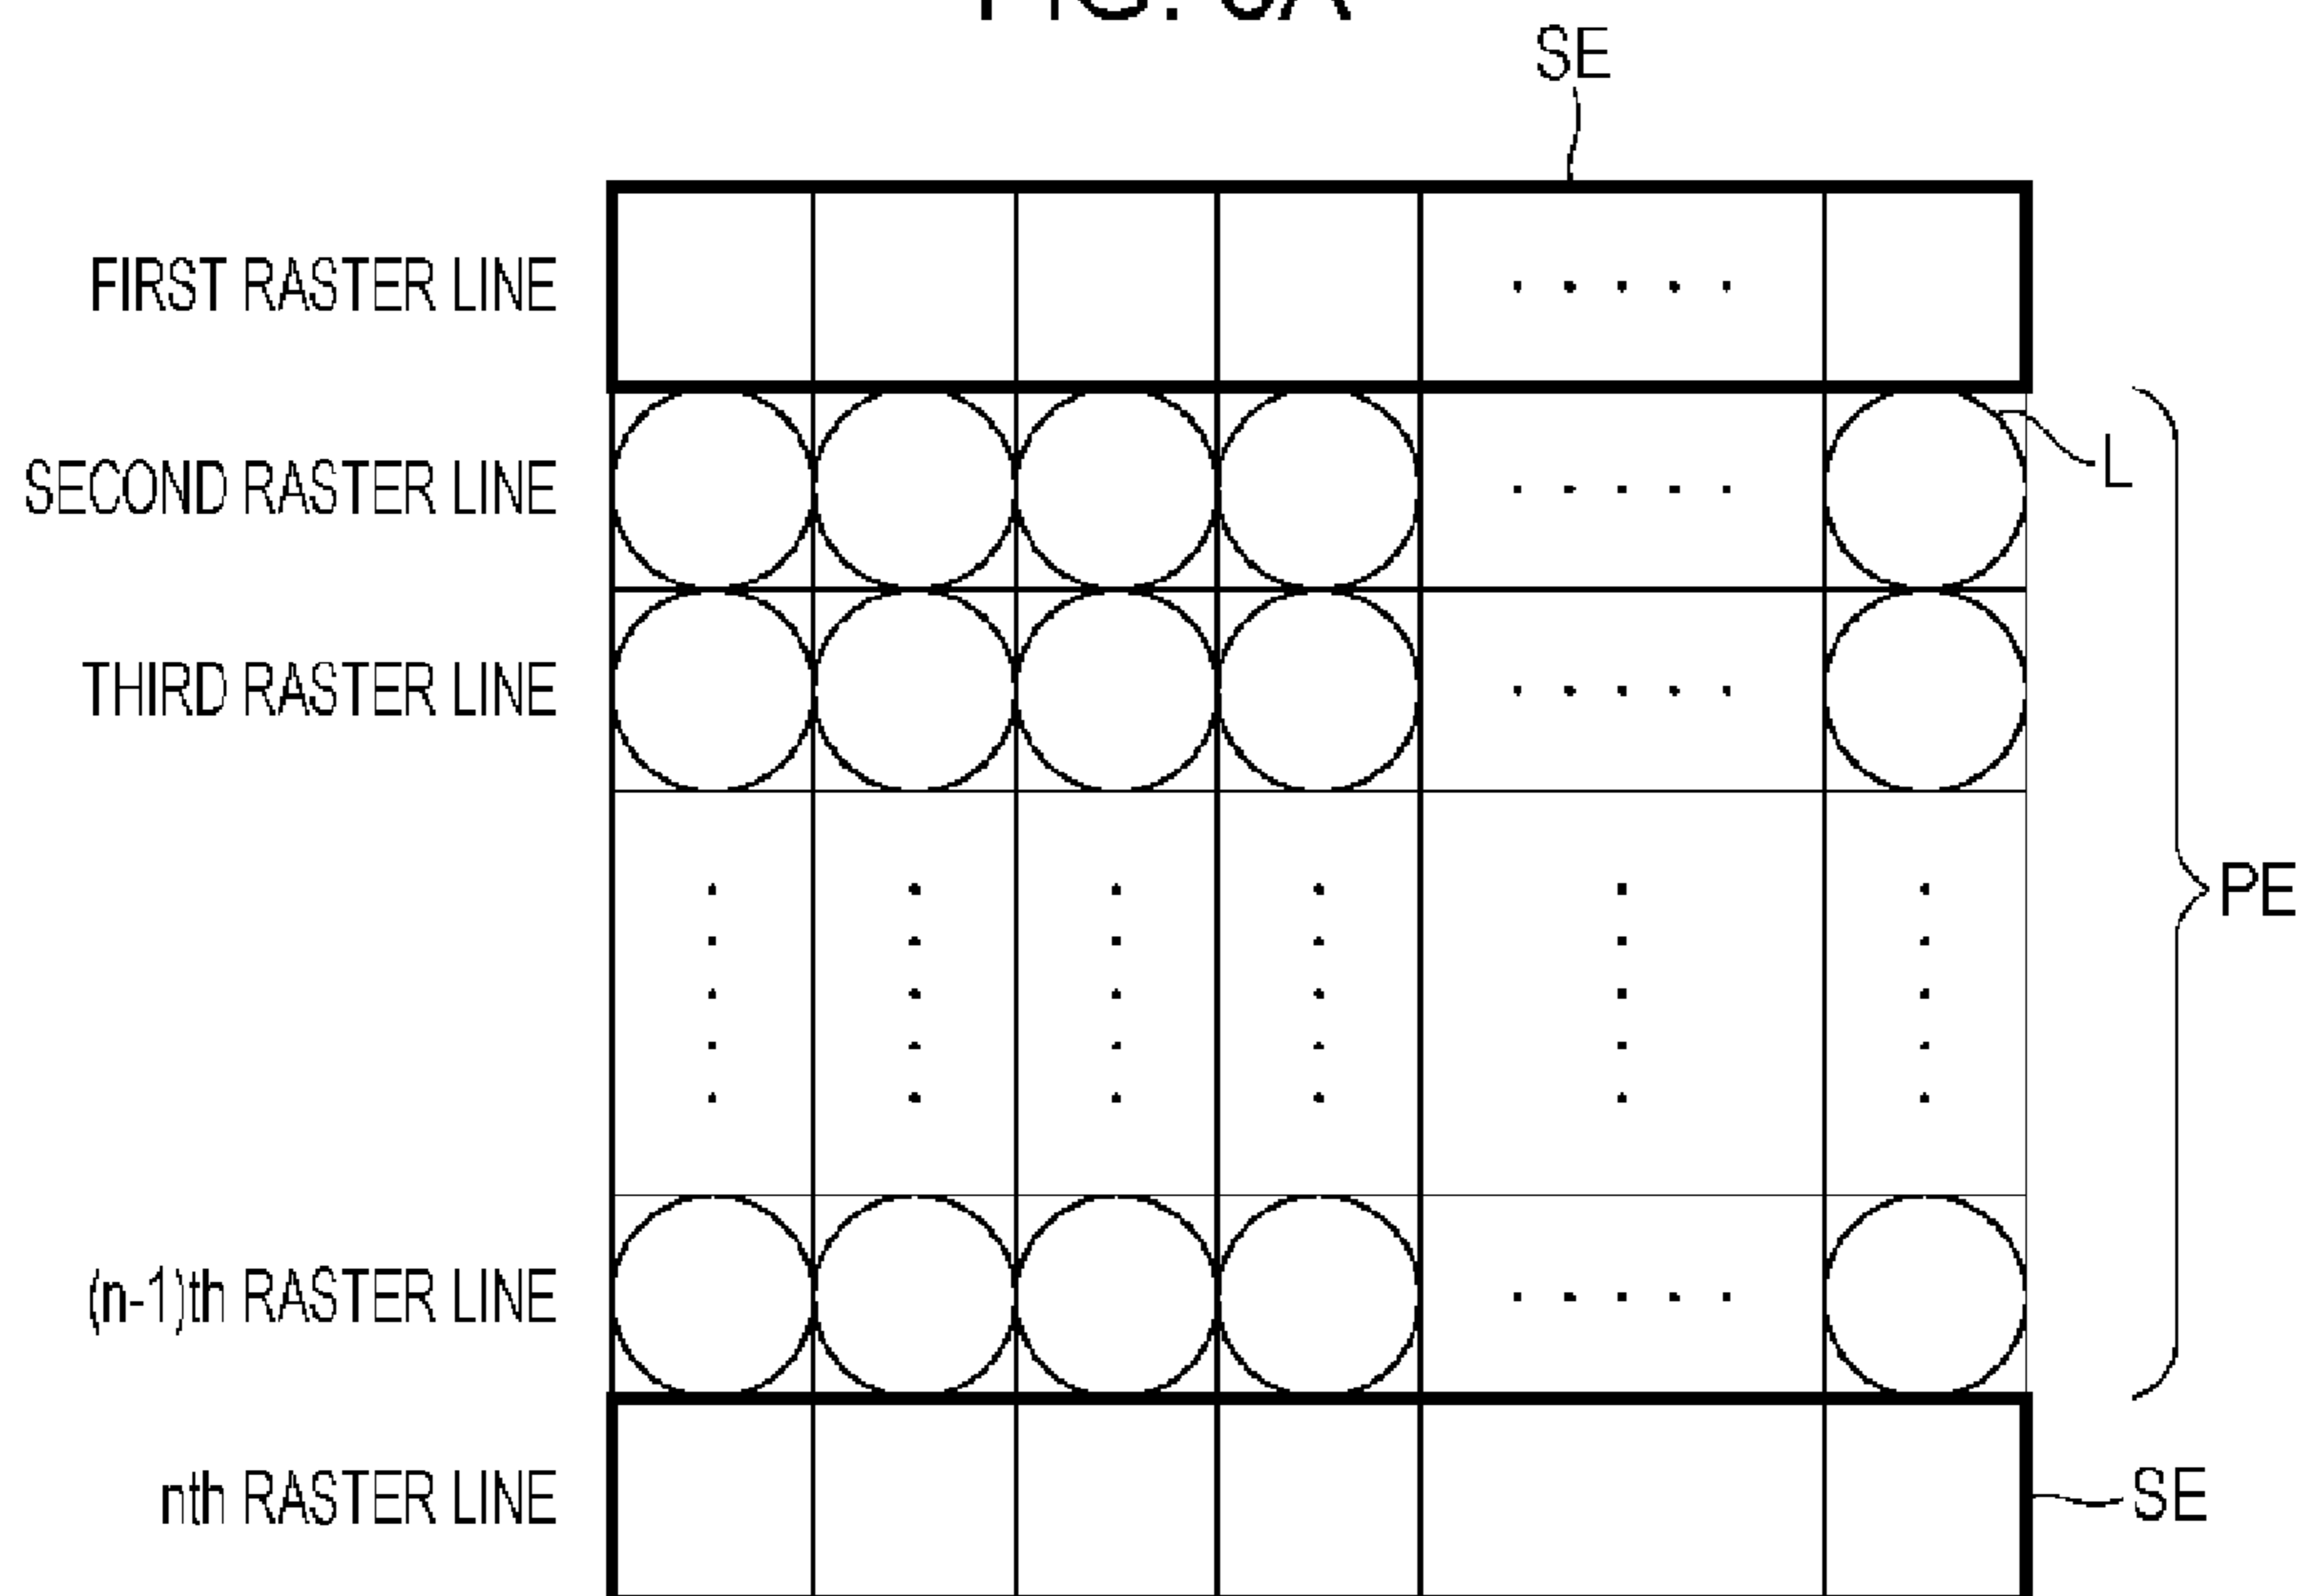 SE
FIRST RASTER LINE
SECOND RASTER LINE
L
THIRD RASTER LINE
PE
(n-1)th RASTER LINE
nth RASTER LINE
SE